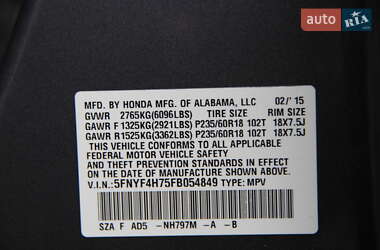 auto RIA
MFD. BY HONDA MFG. OF ALABAMA, LLC 02/'15
GVWR 2765KG(6096LBS) TIRE SIZE RIM SIZE
GAWR F 1325KG(2921LBS) P235/60R18 102T 18X7.5J
GAWR R1525KG(3362LBS) P235/60R18 102T 18X7.5J
THIS VEHICLE CONFORMS TO ALL APPLICABLE
FEDERAL MOTOR VEHICLE SAFETY
AND THEFT PREVENTION STANDARDS IN EFFECT
ON THE DATE OF MANUFACTURE SHOWN ABOVE.
V.I.N: 5FNYF4H75FB054849 TYPE: MPV
SZA F AD5 -NH797M -A -B